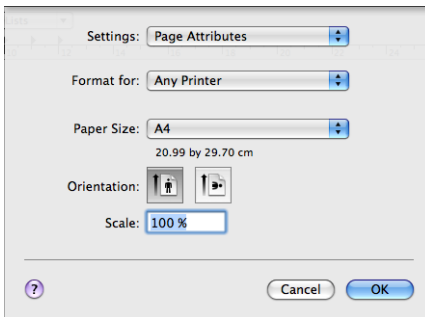 Settings: Page Attributes
Format for: Any Printer
Paper Size: A4
20.99 by 29.70 cm
Orientation:
Scale: 100 %
? Cancel OK